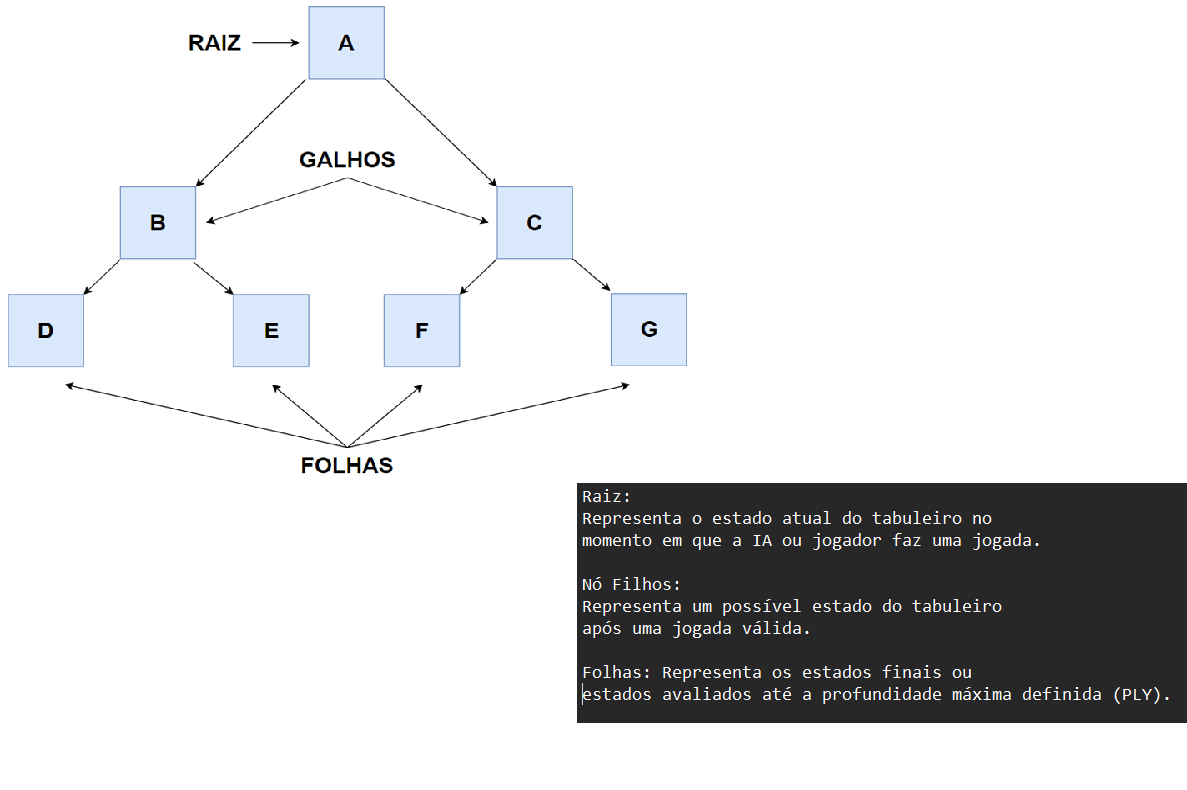 RAIZ
A
GALHOS
B
C
D
E
F
G
FOLHAS
Raiz:
Representa o estado atual do tabuleiro no
momento em que a IA ou jogador faz uma jogada.
Nó Filhos:
Representa um possível estado do tabuleiro
após uma jogada válida.
Folhas: Representa os estados finais ou
estados avaliados até a profundidade máxima definida (PLY).